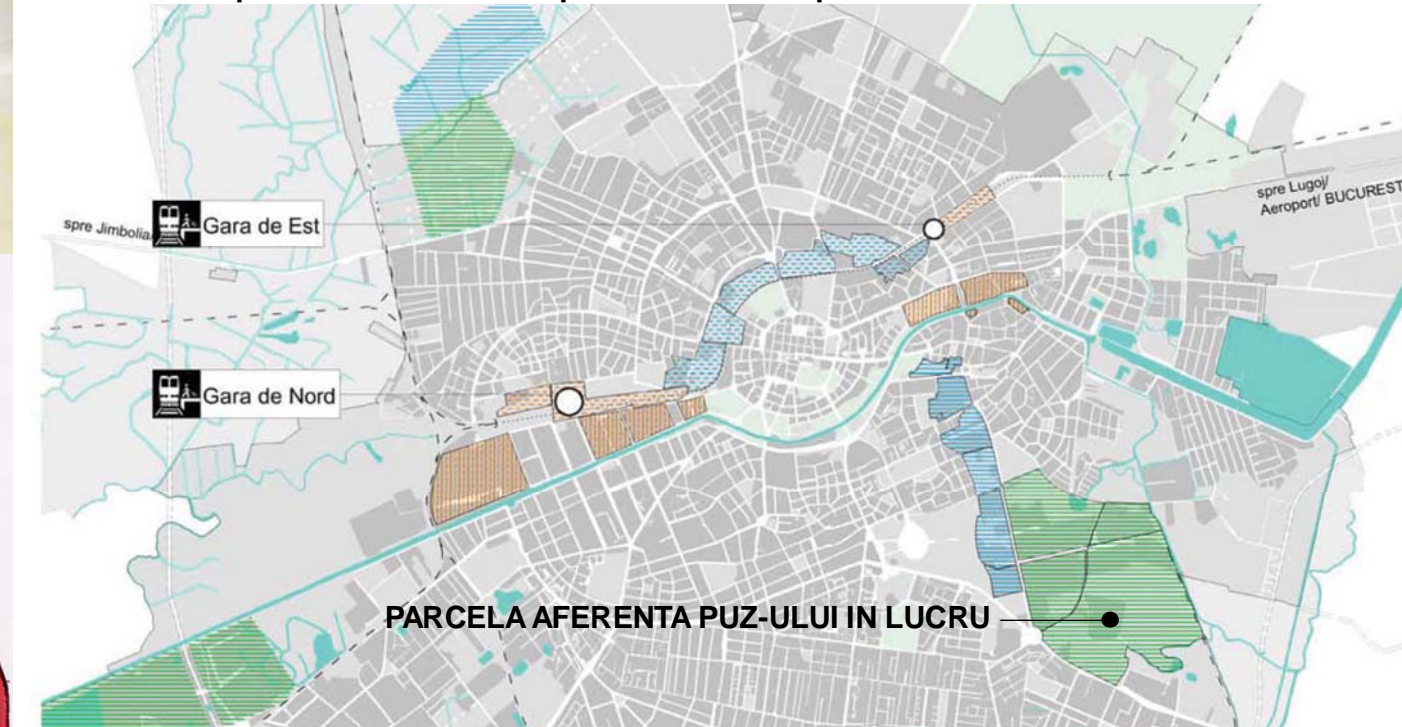 spre Lugoj/
Aeroport/ BUCUREST
spre Jimbolia/
Gara de Est
Gara de Nord
PARCELA AFERENTA PUZ-ULUI IN LUCRU